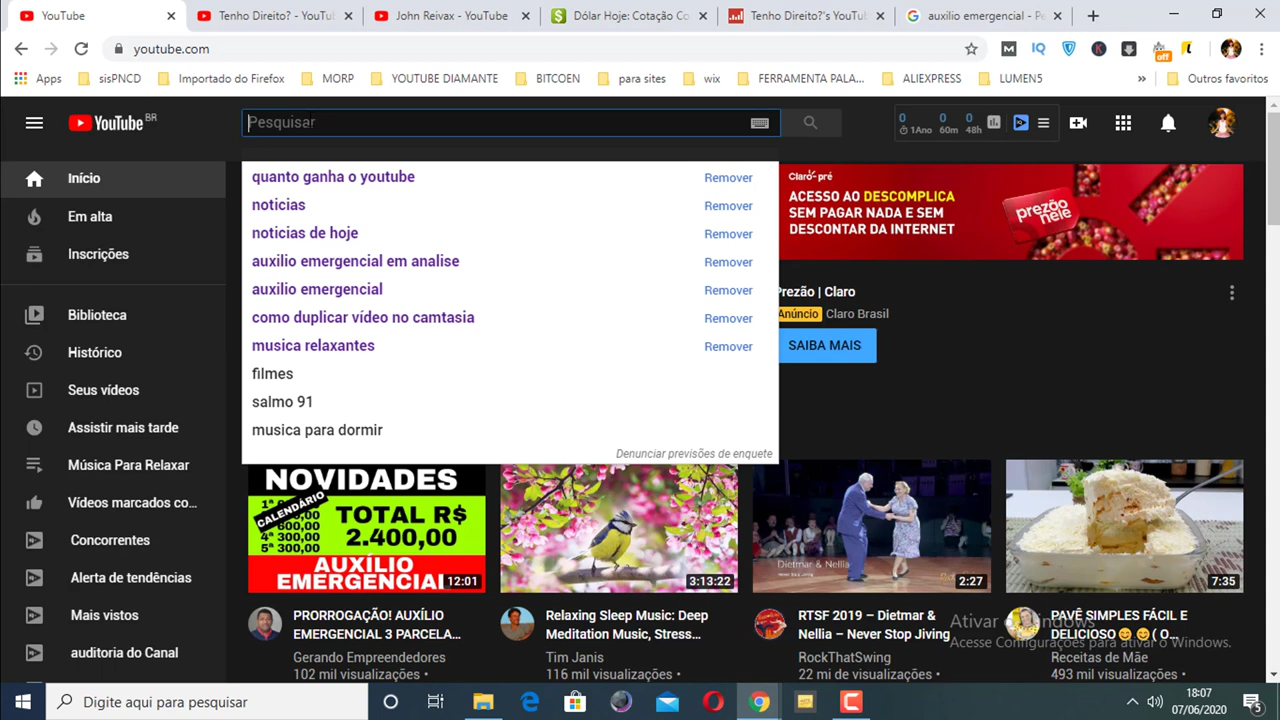 YouTube
Tenho Direito? - YouTu
John Reivax - YouTube
Dólar Hoje: Cotação Co
Tenho Direito?'s YouTu
auxilio emergencial - Pe
youtube.com
off
Apps
sisPNCD
Importado do Firefox
MORP
YOUTUBE DIAMANTE
BITCOEN
para sites
wix
FERRAMENTA PALA...
ALIEXPRESS
LUMEN5
Outros favoritos
YouTube BR
Pesquisar
0 0 0
1Ano 60m 48h
Início
Em alta
Inscrições
Biblioteca
Histórico
Seus vídeos
Assistir mais tarde
Música Para Relaxar
Vídeos marcados co...
Concorrentes
Alerta de tendências
Mais vistos
auditoria do Canal
quanto ganha o youtube Remover
noticias Remover
noticias de hoje Remover
auxilio emergencial em analise Remover
auxilio emergencial Remover
como duplicar vídeo no camtasia Remover
musica relaxantes Remover
filmes
salmo 91
musica para dormir
Denunciar previsões de enquete
Claro pré
ACESSO AO DESCOMPLICA
SEM PAGAR NADA E SEM
DESCONTAR DA INTERNET
prezão
nele
Prezão | Claro
Anúncio Claro Brasil
SAIBA MAIS
NOVIDADES
CALENDÁRIO
TOTAL R$
2.400,00
AUXÍLIO
EMERGENCIAL
12:01
PRORROGAÇÃO! AUXÍLIO
EMERGENCIAL 3 PARCELA...
Gerando Empreendedores
102 mil visualizações •
3:13:22
Relaxing Sleep Music: Deep
Meditation Music, Stress...
Tim Janis
116 mil visualizações •
Dietmar & Nellia
2:27
RTSF 2019 – Dietmar &
Nellia – Never Stop Jiving
RockThatSwing
22 mi de visualizações •
7:35
PAVÊ SIMPLES FÁCIL E
DELICIOSO 😋 😋 ( O...
Receitas de Mãe
493 mil visualizações •
Ativar o Windows
Acesse Configurações para ativar o Windows.
Digite aqui para pesquisar
18:07
07/06/2020
5